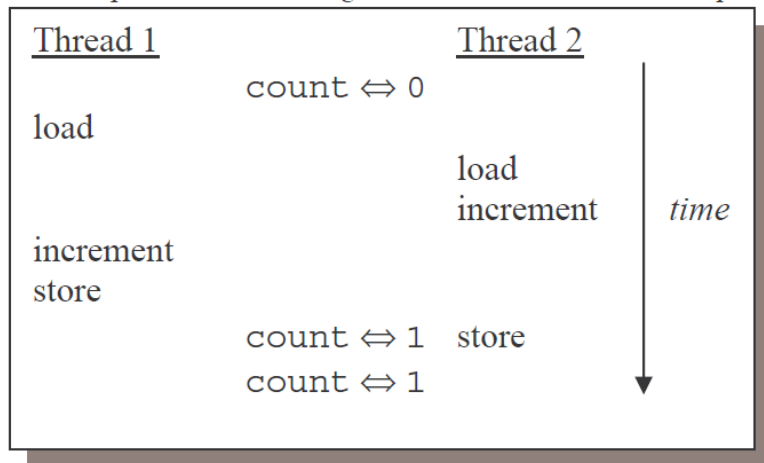 Thread 1 Thread 2
count ⇔ 0
load
load
increment time
increment
store
count ⇔ 1 store
count ⇔ 1